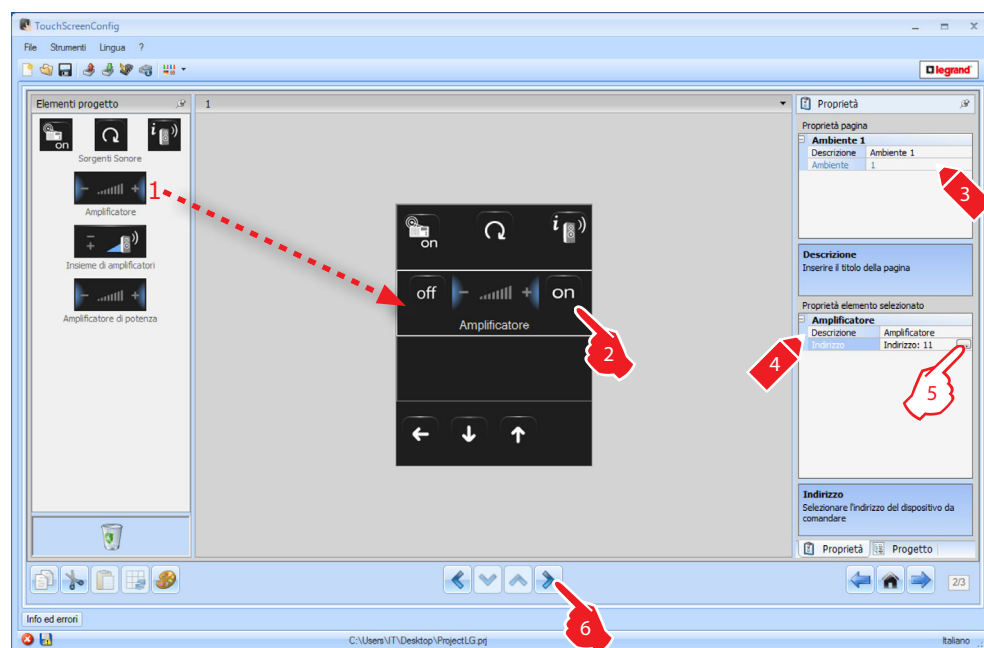 TouchScreenConfig
File Strumenti Lingua ?
legrand
Elementi progetto
1
Proprietà
on
i
Sorgenti Sonore
1
Amplificatore
Insieme di amplificatori
Amplificatore di potenza
on
i
off
on
Amplificatore
2
Proprietà pagina
Ambiente 1
Descrizione Ambiente 1
Ambiente 1
3
Descrizione
Inserire il titolo della pagina
Proprietà elemento selezionato
Amplificatore
Descrizione Amplificatore
Indirizzo Indirizzo: 11 ...
4
5
Indirizzo
Selezionare l'indirizzo del dispositivo da
comandare
Proprietà Progetto
2/3
6
Info ed errori
C:\Users\IT\Desktop\ProjectLG.prj
Italiano